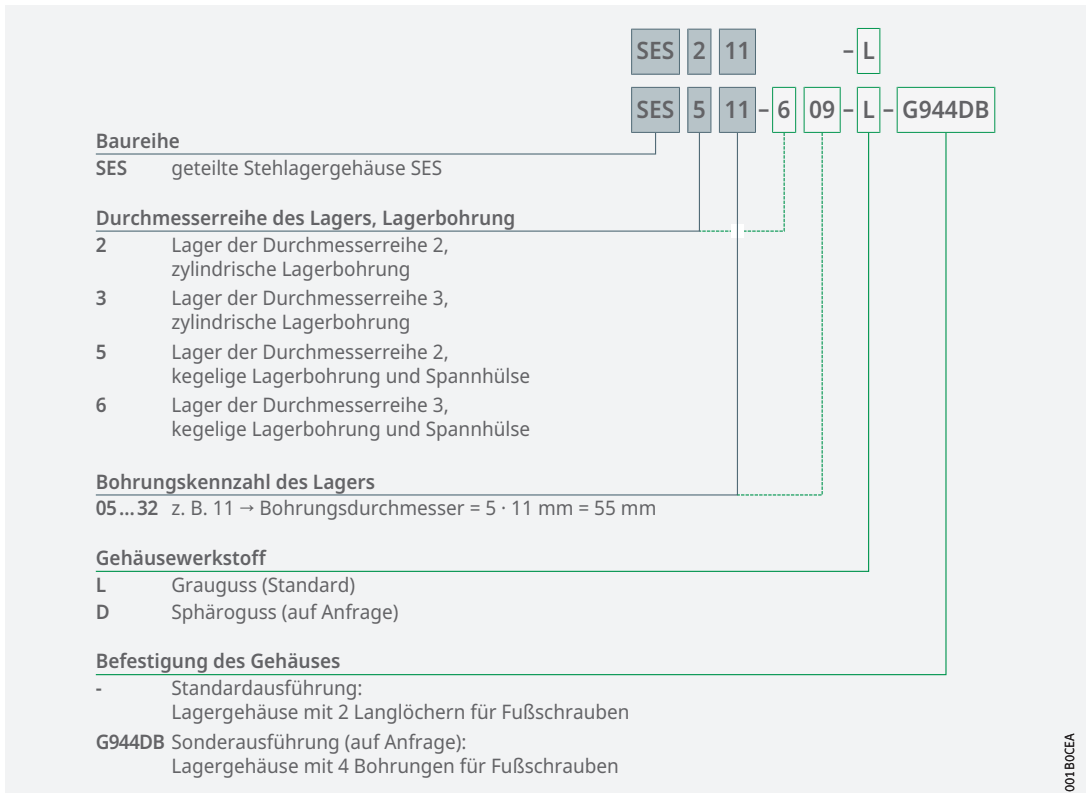 SES 2 11 – L
SES 5 11 – 6 09 – L – G944DB
Baureihe
SES geteilte Stehlagergehäuse SES
Durchmesserreihe des Lagers, Lagerbohrung
2 Lager der Durchmesserreihe 2,
zylindrische Lagerbohrung
3 Lager der Durchmesserreihe 3,
zylindrische Lagerbohrung
5 Lager der Durchmesserreihe 2,
kegelige Lagerbohrung und Spannhülse
6 Lager der Durchmesserreihe 3,
kegelige Lagerbohrung und Spannhülse
Bohrungskennzahl des Lagers
05…32 z. B. 11 → Bohrungsdurchmesser = 5 · 11 mm = 55 mm
Gehäusewerkstoff
L Grauguss (Standard)
D Sphäroguss (auf Anfrage)
Befestigung des Gehäuses
- Standardausführung:
Lagergehäuse mit 2 Langlöchern für Fußschrauben
G944DB Sonderausführung (auf Anfrage):
Lagergehäuse mit 4 Bohrungen für Fußschrauben
001B0CEA